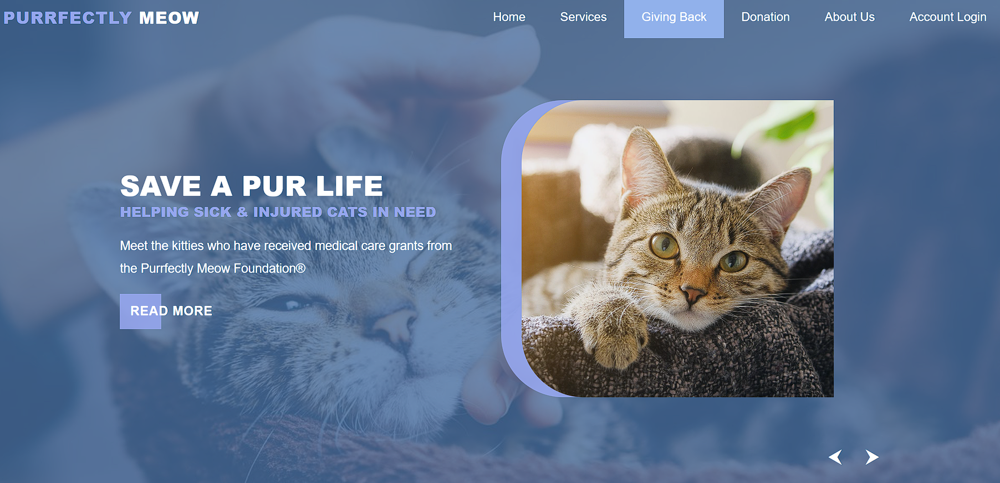 PURRFECTLY MEOW
Home
Services
Giving Back
Donation
About Us
Account Login
SAVE A PUR LIFE
HELPING SICK & INJURED CATS IN NEED
Meet the kitties who have received medical care grants from
the Purrfectly Meow Foundation®
READ MORE